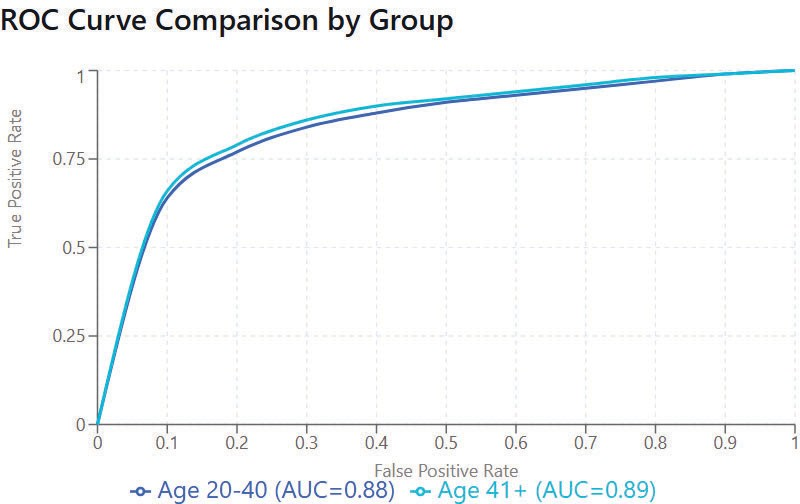 ROC Curve Comparison by Group
True Positive Rate
1
0.75
0.5
0.25
0
0 0.1 0.2 0.3 0.4 0.5 0.6 0.7 0.8 0.9 1
False Positive Rate
Age 20-40 (AUC=0.88) Age 41+ (AUC=0.89)